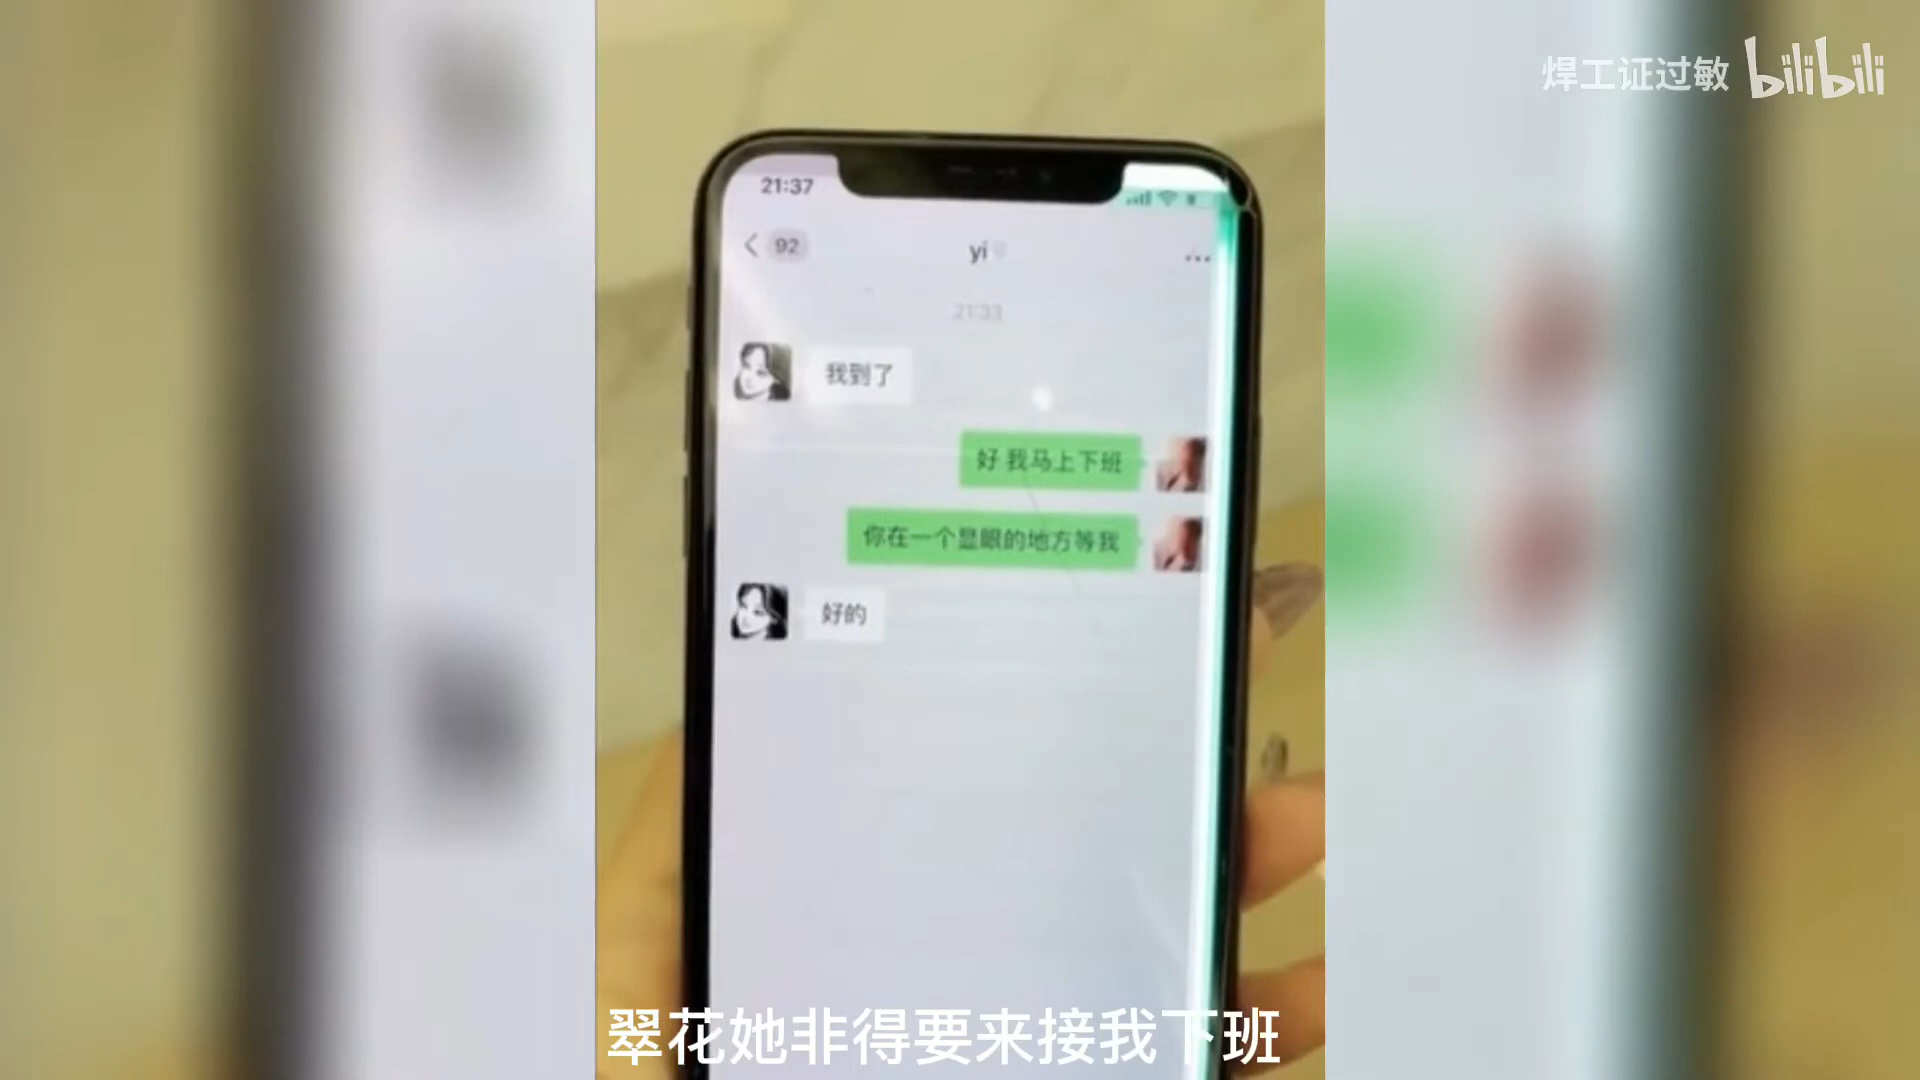 焊工证过敏 bilibili
21:37
92
yi
21:33
我到了
好 我马上下班
你在一个显眼的地方等我
好的
翠花她非得要来接我下班